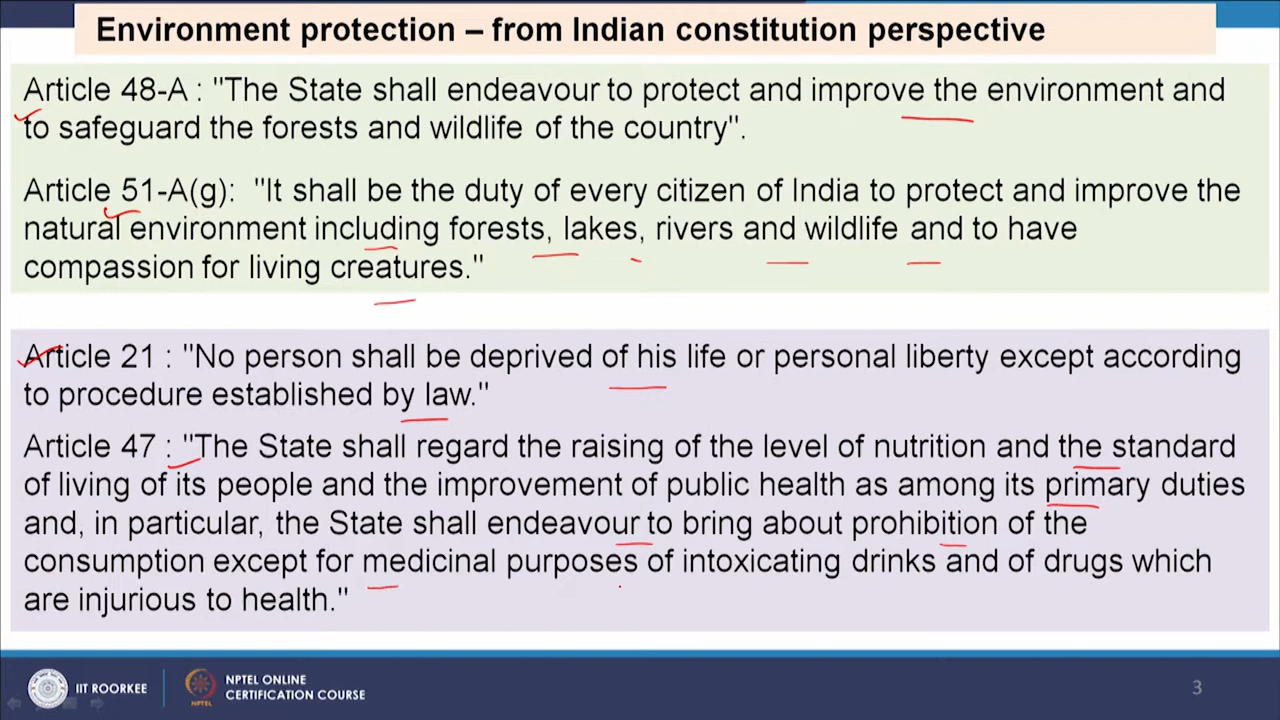 Environment protection – from Indian constitution perspective
Article 48-A : "The State shall endeavour to protect and improve the environment and
to safeguard the forests and wildlife of the country".
Article 51-A(g): "It shall be the duty of every citizen of India to protect and improve the
natural environment including forests, lakes, rivers and wildlife and to have
compassion for living creatures."
Article 21 : "No person shall be deprived of his life or personal liberty except according
to procedure established by law."
Article 47 : "The State shall regard the raising of the level of nutrition and the standard
of living of its people and the improvement of public health as among its primary duties
and, in particular, the State shall endeavour to bring about prohibition of the
consumption except for medicinal purposes of intoxicating drinks and of drugs which
are injurious to health."
IIT ROORKEE
NPTEL
NPTEL ONLINE
CERTIFICATION COURSE
3